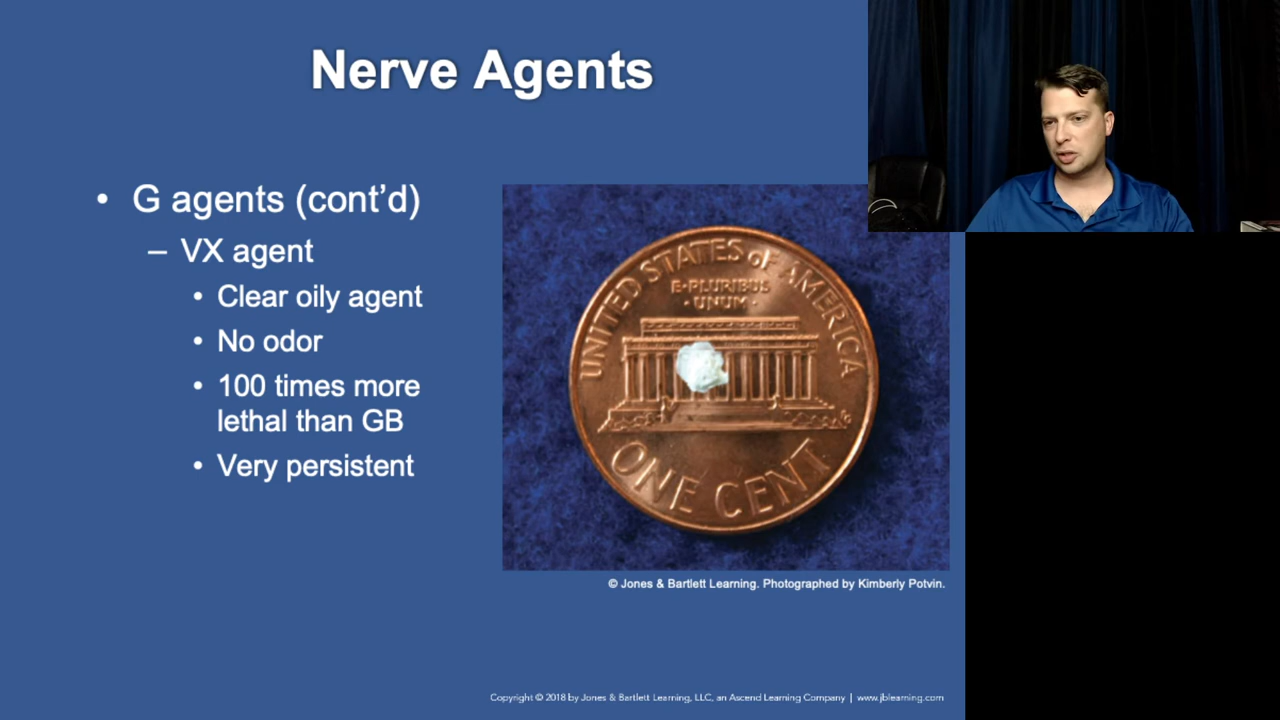 Nerve Agents
• G agents (cont’d)
– VX agent
• Clear oily agent
• No odor
• 100 times more
lethal than GB
• Very persistent
UNITED STATES OF AMERICA
E·PLURIBUS
·UNUM·
ONE CENT
© Jones & Bartlett Learning. Photographed by Kimberly Potvin.
Copyright © 2018 by Jones & Bartlett Learning, LLC, an Ascend Learning Company | www.jblearning.com